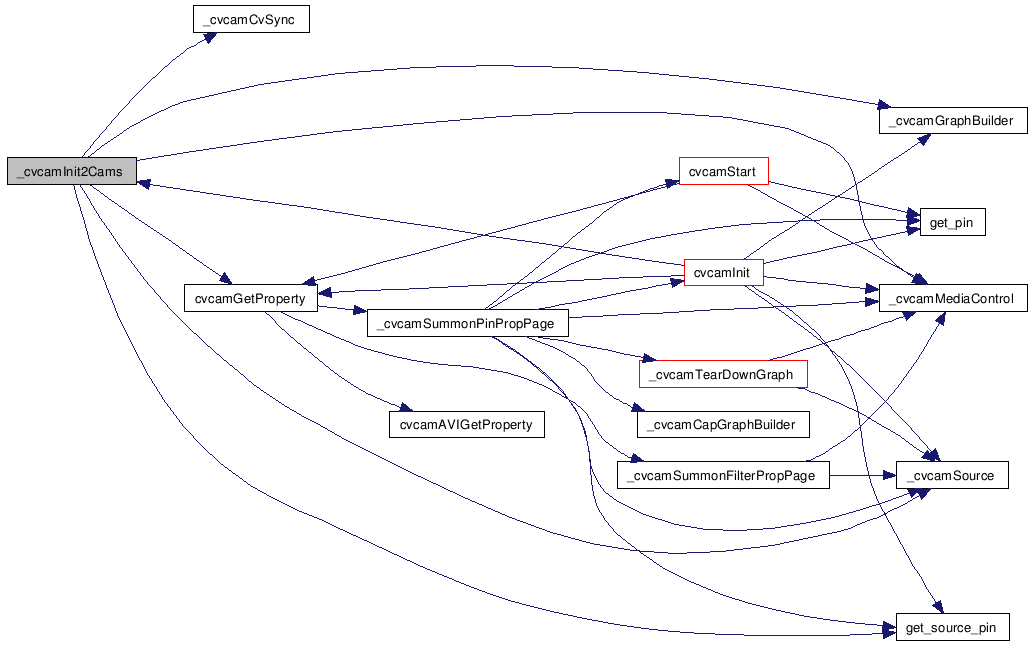 _cvcamCvSync
_cvcamGraphBuilder
_cvcamInit2Cams
cvcamStart
get_pin
cvcamInit
cvcamGetProperty
_cvcamMediaControl
_cvcamSummonPinPropPage
_cvcamTearDownGraph
cvcamAVIGetProperty
_cvcamCapGraphBuilder
_cvcamSummonFilterPropPage
_cvcamSource
get_source_pin